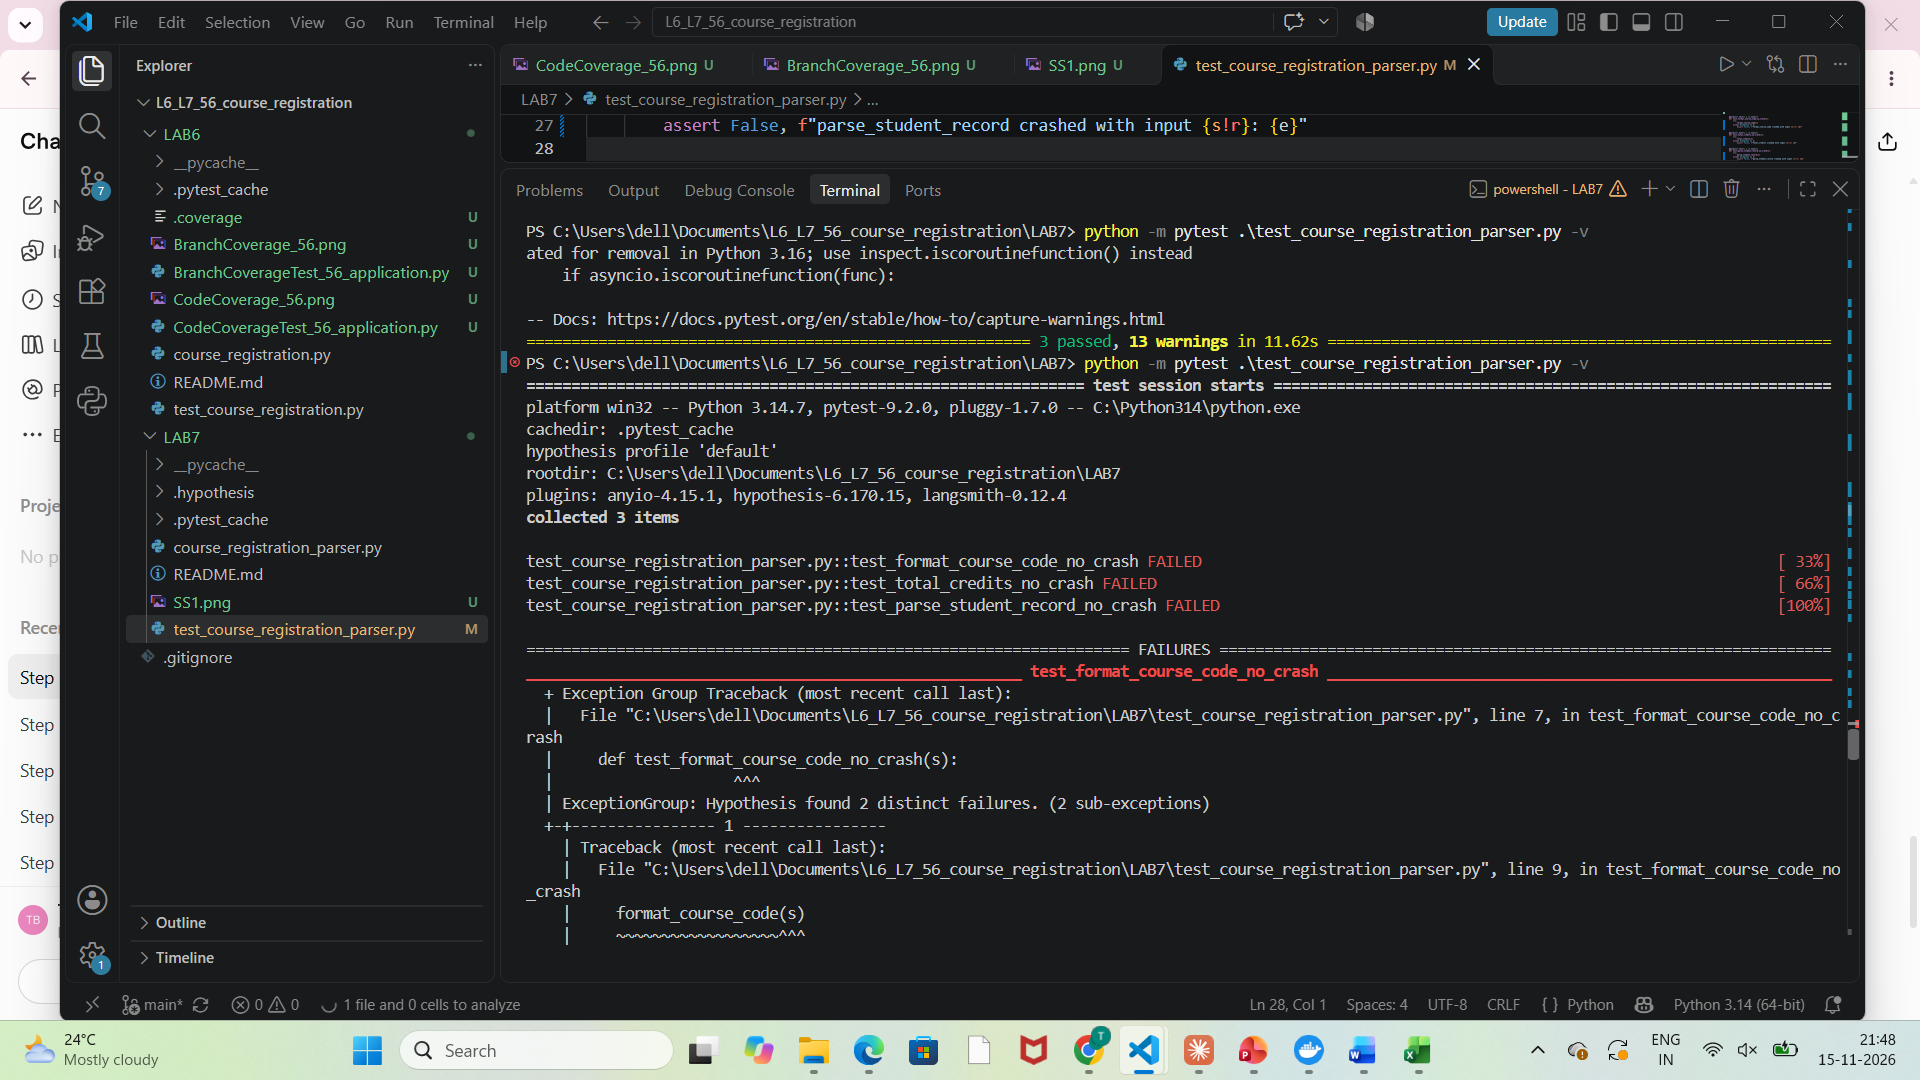 File Edit Selection View Go Run Terminal Help
L6_L7_56_course_registration
Update
Explorer
L6_L7_56_course_registration
LAB6
__pycache__
.pytest_cache
.coverage U
BranchCoverage_56.png U
BranchCoverageTest_56_application.py U
CodeCoverage_56.png U
CodeCoverageTest_56_application.py U
course_registration.py
README.md
test_course_registration.py
LAB7
__pycache__
.hypothesis
.pytest_cache
course_registration_parser.py
README.md
SS1.png U
test_course_registration_parser.py M
.gitignore
Outline
Timeline
7
1
Cha
Proje
No p
Rece
Step
Step
Step
Step
Step
TB
CodeCoverage_56.png U BranchCoverage_56.png U SS1.png U test_course_registration_parser.py M
LAB7 > test_course_registration_parser.py > ...
27 assert False, f"parse_student_record crashed with input {s!r}: {e}"
28
Problems Output Debug Console Terminal Ports
powershell - LAB7
PS C:\Users\dell\Documents\L6_L7_56_course_registration\LAB7> python -m pytest .\test_course_registration_parser.py -v
ated for removal in Python 3.16; use inspect.iscoroutinefunction() instead
if asyncio.iscoroutinefunction(func):
-- Docs: https://docs.pytest.org/en/stable/how-to/capture-warnings.html
3 passed, 13 warnings in 11.62s
PS C:\Users\dell\Documents\L6_L7_56_course_registration\LAB7> python -m pytest .\test_course_registration_parser.py -v
test session starts
platform win32 -- Python 3.14.7, pytest-9.2.0, pluggy-1.7.0 -- C:\Python314\python.exe
cachedir: .pytest_cache
hypothesis profile 'default'
rootdir: C:\Users\dell\Documents\L6_L7_56_course_registration\LAB7
plugins: anyio-4.15.1, hypothesis-6.170.15, langsmith-0.12.4
collected 3 items
test_course_registration_parser.py::test_format_course_code_no_crash FAILED [ 33%]
test_course_registration_parser.py::test_total_credits_no_crash FAILED [ 66%]
test_course_registration_parser.py::test_parse_student_record_no_crash FAILED [100%]
FAILURES
test_format_course_code_no_crash
+ Exception Group Traceback (most recent call last):
| File "C:\Users\dell\Documents\L6_L7_56_course_registration\LAB7\test_course_registration_parser.py", line 7, in test_format_course_code_no_c
rash
| def test_format_course_code_no_crash(s):
| ^^^
| ExceptionGroup: Hypothesis found 2 distinct failures. (2 sub-exceptions)
+-+---------------- 1 ----------------
| Traceback (most recent call last):
| File "C:\Users\dell\Documents\L6_L7_56_course_registration\LAB7\test_course_registration_parser.py", line 9, in test_format_course_code_no
_crash
| format_course_code(s)
| ~~~~~~~~~~~~~~~~~~^^^
main* 0 0 1 file and 0 cells to analyze
Ln 28, Col 1 Spaces: 4 UTF-8 CRLF { } Python Python 3.14 (64-bit)
24°C
Mostly cloudy
Search
ENG
IN
21:48
15-11-2026